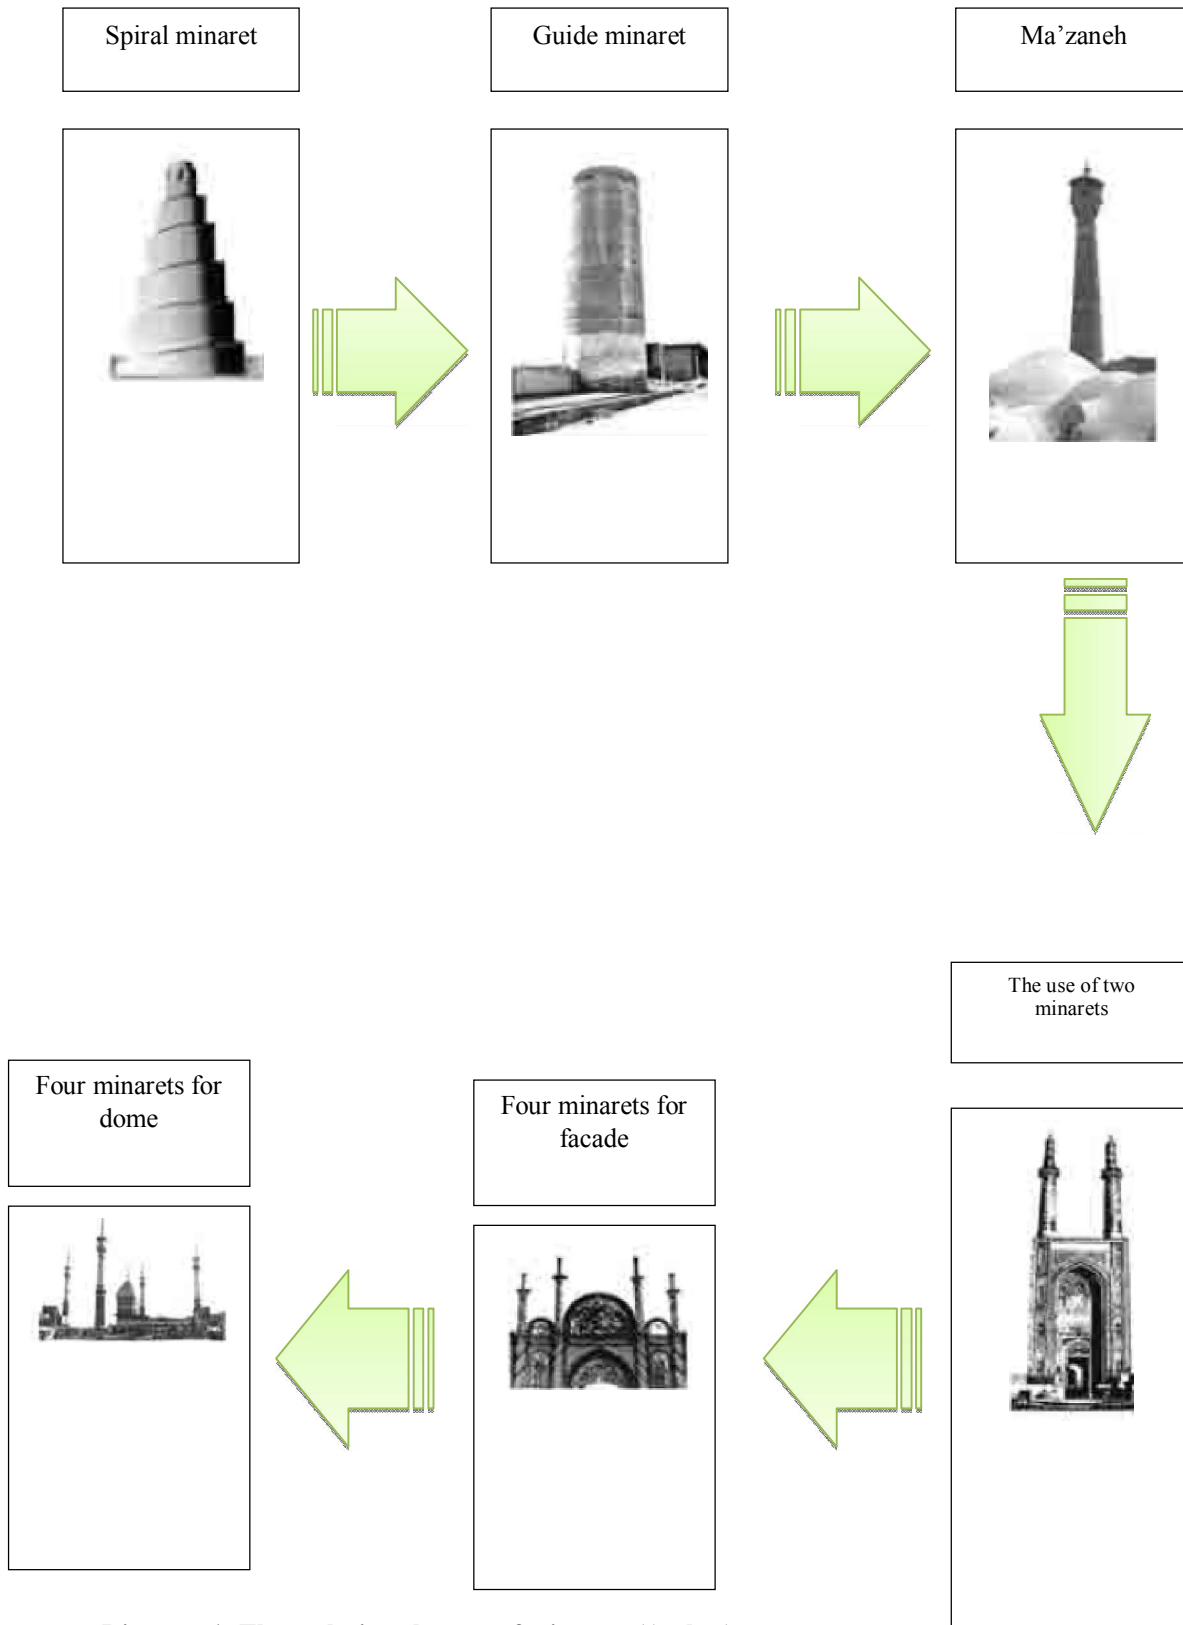 Spiral minaret
Guide minaret
Ma’zaneh
The use of two
minarets
Four minarets for
facade
Four minarets for
dome